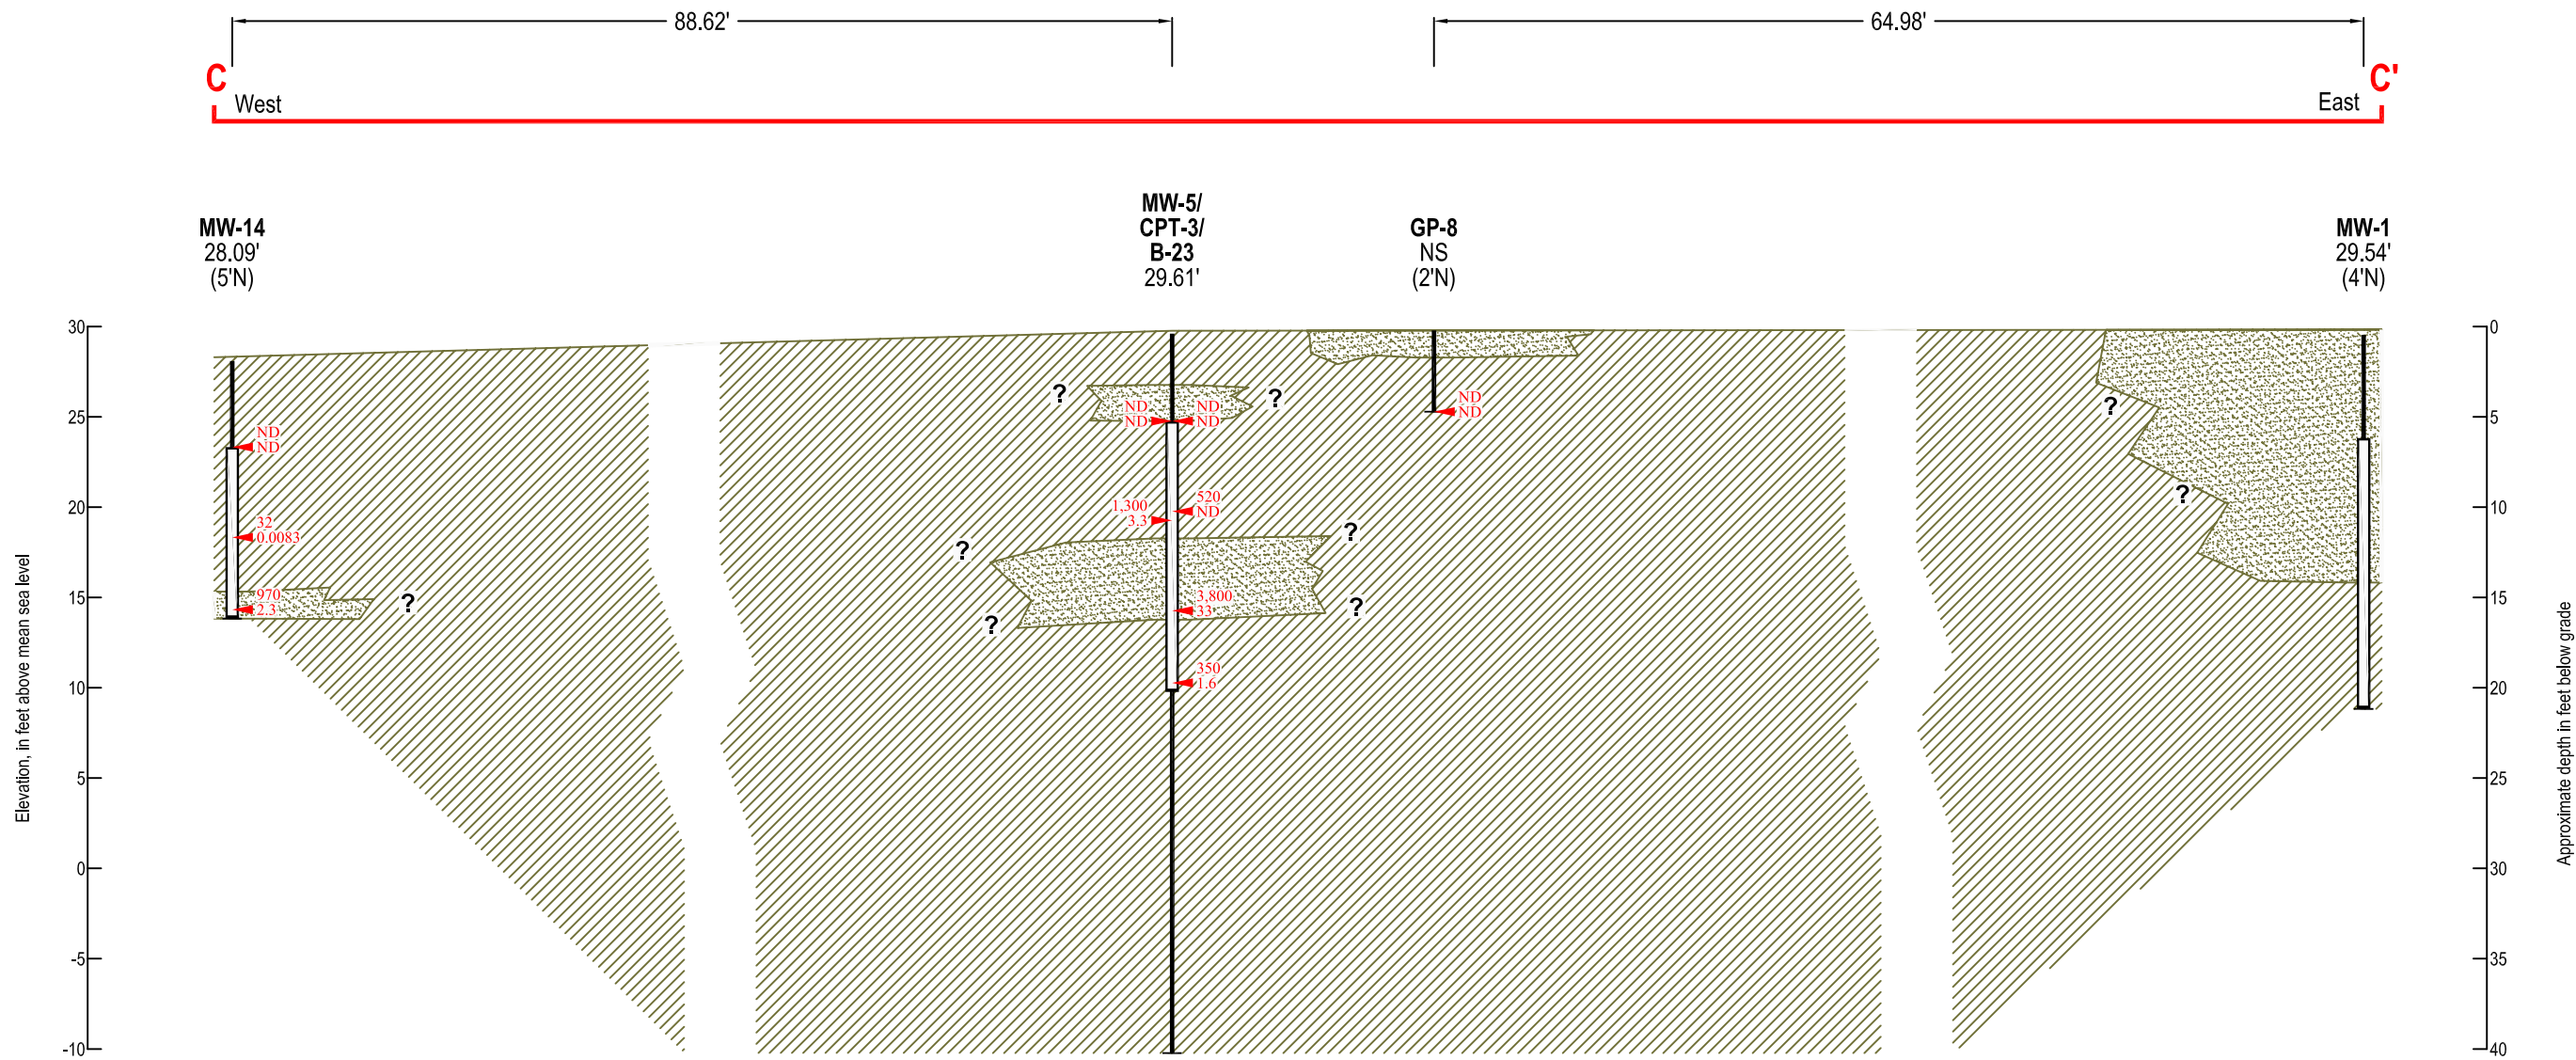 88.62'
64.98'
C
C'
West
East
MW-14
28.09'
(5'N)
MW-5/
CPT-3/
B-23
29.61'
GP-8
NS
(2'N)
MW-1
29.54'
(4'N)
30
25
20
15
10
5
0
-5
-10
Elevation, in feet above mean sea level
ND
ND
32
0.0083
970
2.3
?
?
?
?
?
?
?
ND
ND
1,300
3.3
ND
ND
520
ND
3,800
33
350
1.6
ND
ND
?
?
0
5
10
15
20
25
30
35
40
Approximate depth in feet below grade